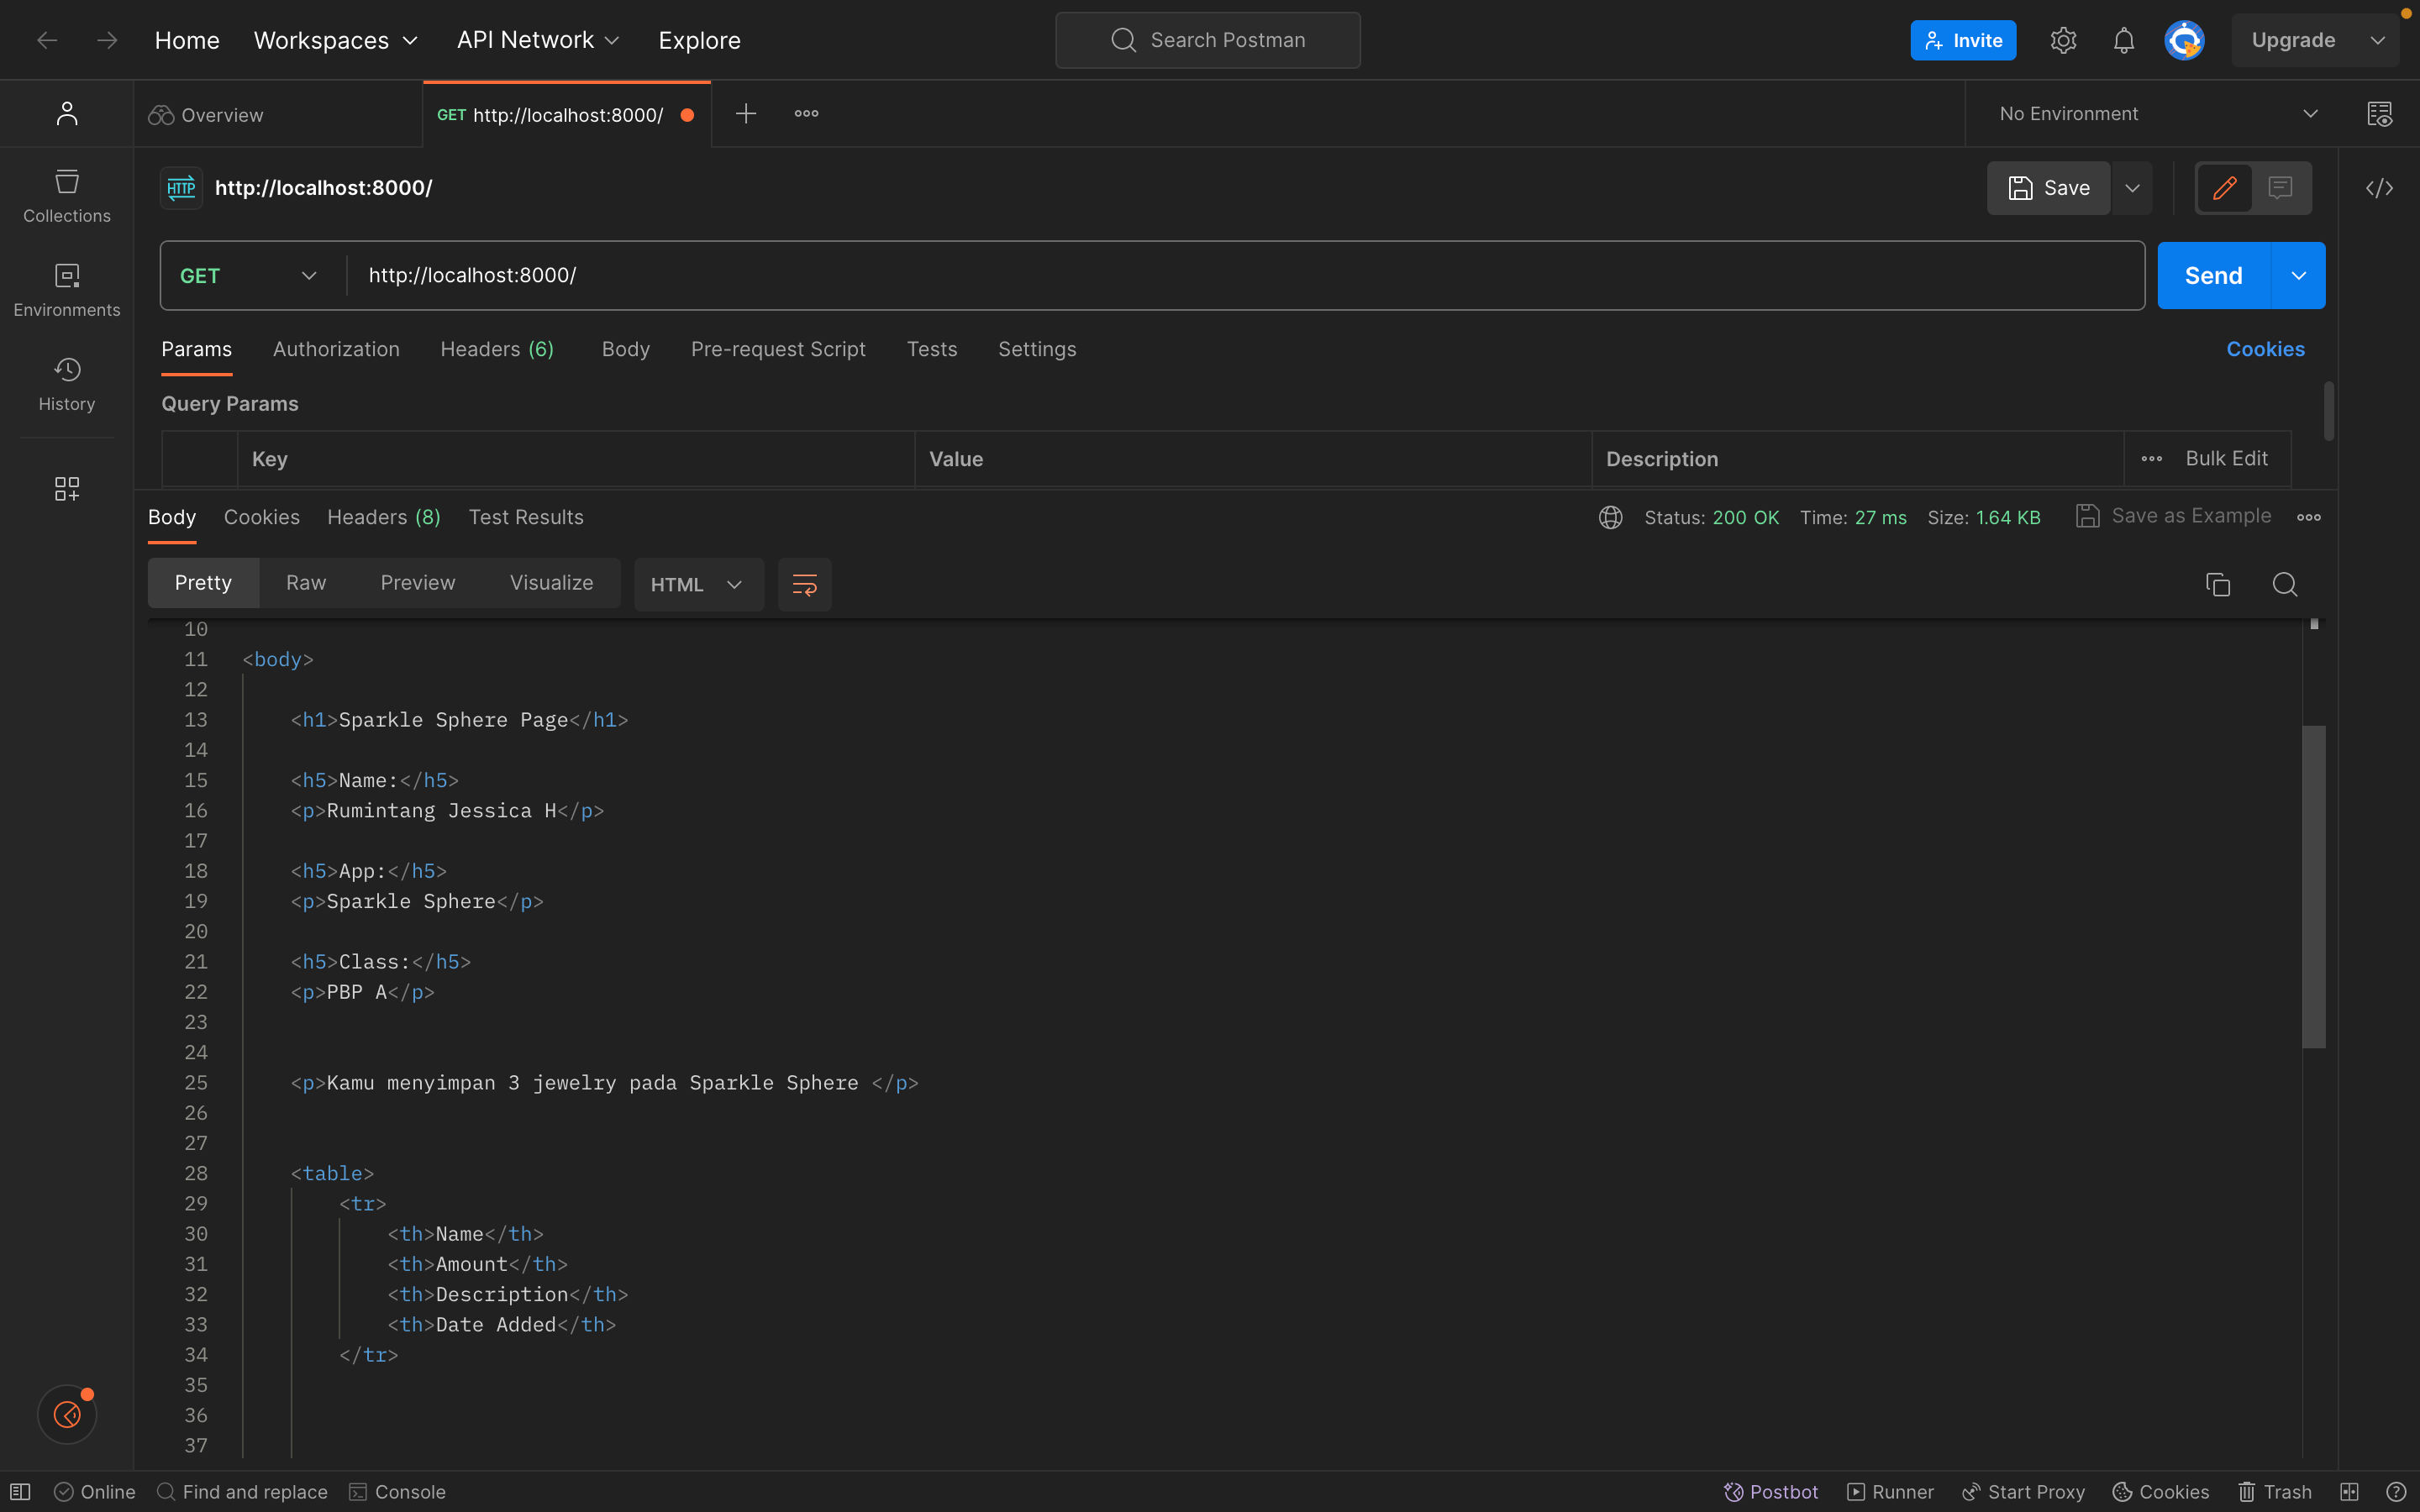 Home Workspaces API Network Explore Search Postman Invite Upgrade
Overview GET http://localhost:8000/ No Environment
HTTP http://localhost:8000/ Save
Collections
Environments
History
GET http://localhost:8000/ Send
Params Authorization Headers (6) Body Pre-request Script Tests Settings Cookies
Query Params
Key Value Description Bulk Edit
Body Cookies Headers (8) Test Results Status: 200 OK Time: 27 ms Size: 1.64 KB Save as Example
Pretty Raw Preview Visualize HTML
10
11 <body>
12
13 <h1>Sparkle Sphere Page</h1>
14
15 <h5>Name:</h5>
16 <p>Rumintang Jessica H</p>
17
18 <h5>App:</h5>
19 <p>Sparkle Sphere</p>
20
21 <h5>Class:</h5>
22 <p>PBP A</p>
23
24
25 <p>Kamu menyimpan 3 jewelry pada Sparkle Sphere </p>
26
27
28 <table>
29 <tr>
30 <th>Name</th>
31 <th>Amount</th>
32 <th>Description</th>
33 <th>Date Added</th>
34 </tr>
35
36
37
Online Find and replace Console Postbot Runner Start Proxy Cookies Trash